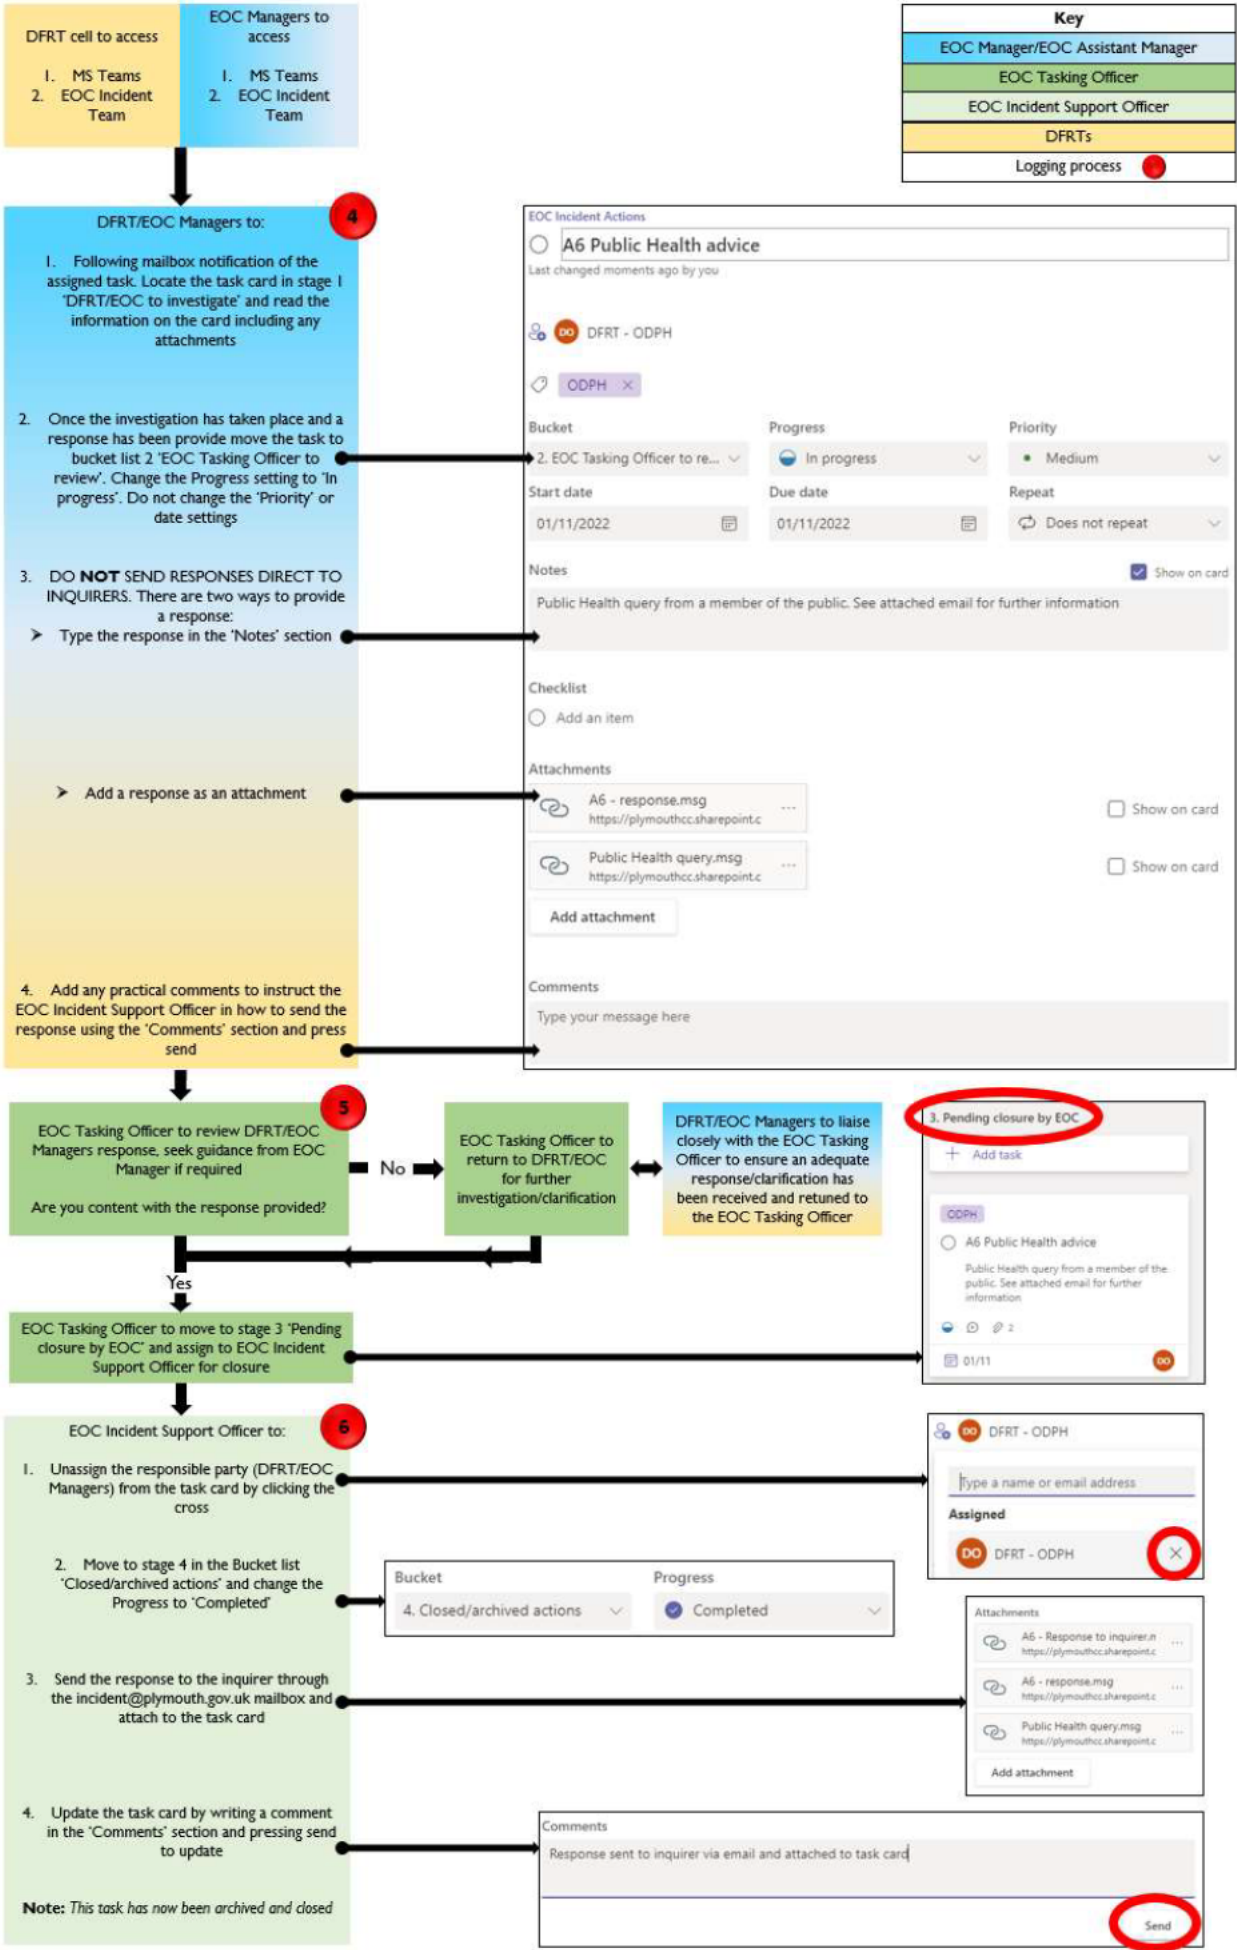 DFRT cell to access
1. MS Teams
2. EOC Incident
Team
EOC Managers to
access
1. MS Teams
2. EOC Incident
Team
Key
EOC Manager/EOC Assistant Manager
EOC Tasking Officer
EOC Incident Support Officer
DFRTs
Logging process
4
DFRT/EOC Managers to:
1. Following mailbox notification of the
assigned task. Locate the task card in stage 1
'DFRT/EOC to investigate' and read the
information on the card including any
attachments
2. Once the investigation has taken place and a
response has been provide move the task to
bucket list 2 'EOC Tasking Officer to
review'. Change the Progress setting to 'In
progress'. Do not change the 'Priority' or
date settings
3. DO NOT SEND RESPONSES DIRECT TO
INQUIRERS. There are two ways to provide
a response:
➤ Type the response in the 'Notes' section
➤ Add a response as an attachment
4. Add any practical comments to instruct the
EOC Incident Support Officer in how to send the
response using the 'Comments' section and press
send
EOC Incident Actions
A6 Public Health advice
Last changed moments ago by you
DO DFRT - ODPH
ODPH ×
Bucket Progress Priority
2. EOC Tasking Officer to re... In progress Medium
Start date Due date Repeat
01/11/2022 01/11/2022 Does not repeat
Notes Show on card
Public Health query from a member of the public. See attached email for further information
Checklist
Add an item
Attachments
A6 - response.msg ...
https://plymouthcc.sharepoint.c
Show on card
Public Health query.msg ...
https://plymouthcc.sharepoint.c
Show on card
Add attachment
Comments
Type your message here
5
EOC Tasking Officer to review DFRT/EOC
Managers response, seek guidance from EOC
Manager if required
Are you content with the response provided?
No
EOC Tasking Officer to
return to DFRT/EOC
for further
investigation/clarification
DFRT/EOC Managers to liaise
closely with the EOC Tasking
Officer to ensure an adequate
response/clarification has
been received and retuned to
the EOC Tasking Officer
Yes
3. Pending closure by EOC
+ Add task
ODPH
A6 Public Health advice
Public Health query from a member of the
public. See attached email for further
information
2
01/11 DO
EOC Tasking Officer to move to stage 3 'Pending
closure by EOC' and assign to EOC Incident
Support Officer for closure
6
EOC Incident Support Officer to:
1. Unassign the responsible party (DFRT/EOC
Managers) from the task card by clicking the
cross
DO DFRT - ODPH
Type a name or email address
Assigned
DO DFRT - ODPH ×
2. Move to stage 4 in the Bucket list
'Closed/archived actions' and change the
Progress to 'Completed'
Bucket Progress
4. Closed/archived actions Completed
3. Send the response to the inquirer through
the incident@plymouth.gov.uk mailbox and
attach to the task card
Attachments
A6 - Response to inquirer.n ...
https://plymouthcc.sharepoint.c
A6 - response.msg ...
https://plymouthcc.sharepoint.c
Public Health query.msg ...
https://plymouthcc.sharepoint.c
Add attachment
4. Update the task card by writing a comment
in the 'Comments' section and pressing send
to update
Comments
Response sent to inquirer via email and attached to task card
Send
Note: This task has now been archived and closed